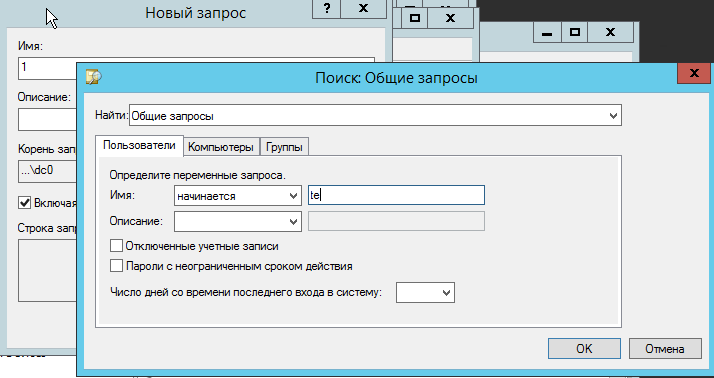 Новый запрос
?
X
Имя:
1
Описание:
Корень зап
...\dc0
Включая
Строка запр
Поиск: Общие запросы
X
Найти: Общие запросы
Пользователи Компьютеры Группы
Определите переменные запроса.
Имя: начинается te
Описание:
Отключенные учетные записи
Пароли с неограниченным сроком действия
Число дней со времени последнего входа в систему:
OK Отмена